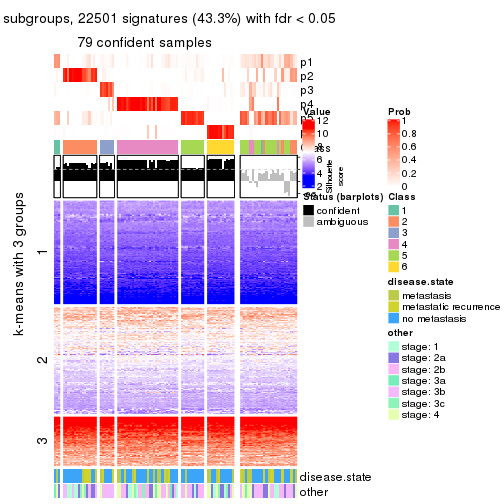 subgroups, 22501 signatures (43.3%) with fdr < 0.05
79 confident samples
p1
p2
p3
p4
p5
Value
12
10
8
6
4
2
Silhouette
score
Prob
1
0.8
0.6
0.4
0.2
0
Status (barplots)
confident
ambiguous
Class
1
2
3
4
5
6
disease.state
metastasis
metastatic recurrence
no metastasis
other
stage: 1
stage: 2a
stage: 2b
stage: 3a
stage: 3b
stage: 3c
stage: 4
k-means with 3 groups
1
2
3
disease.state
other